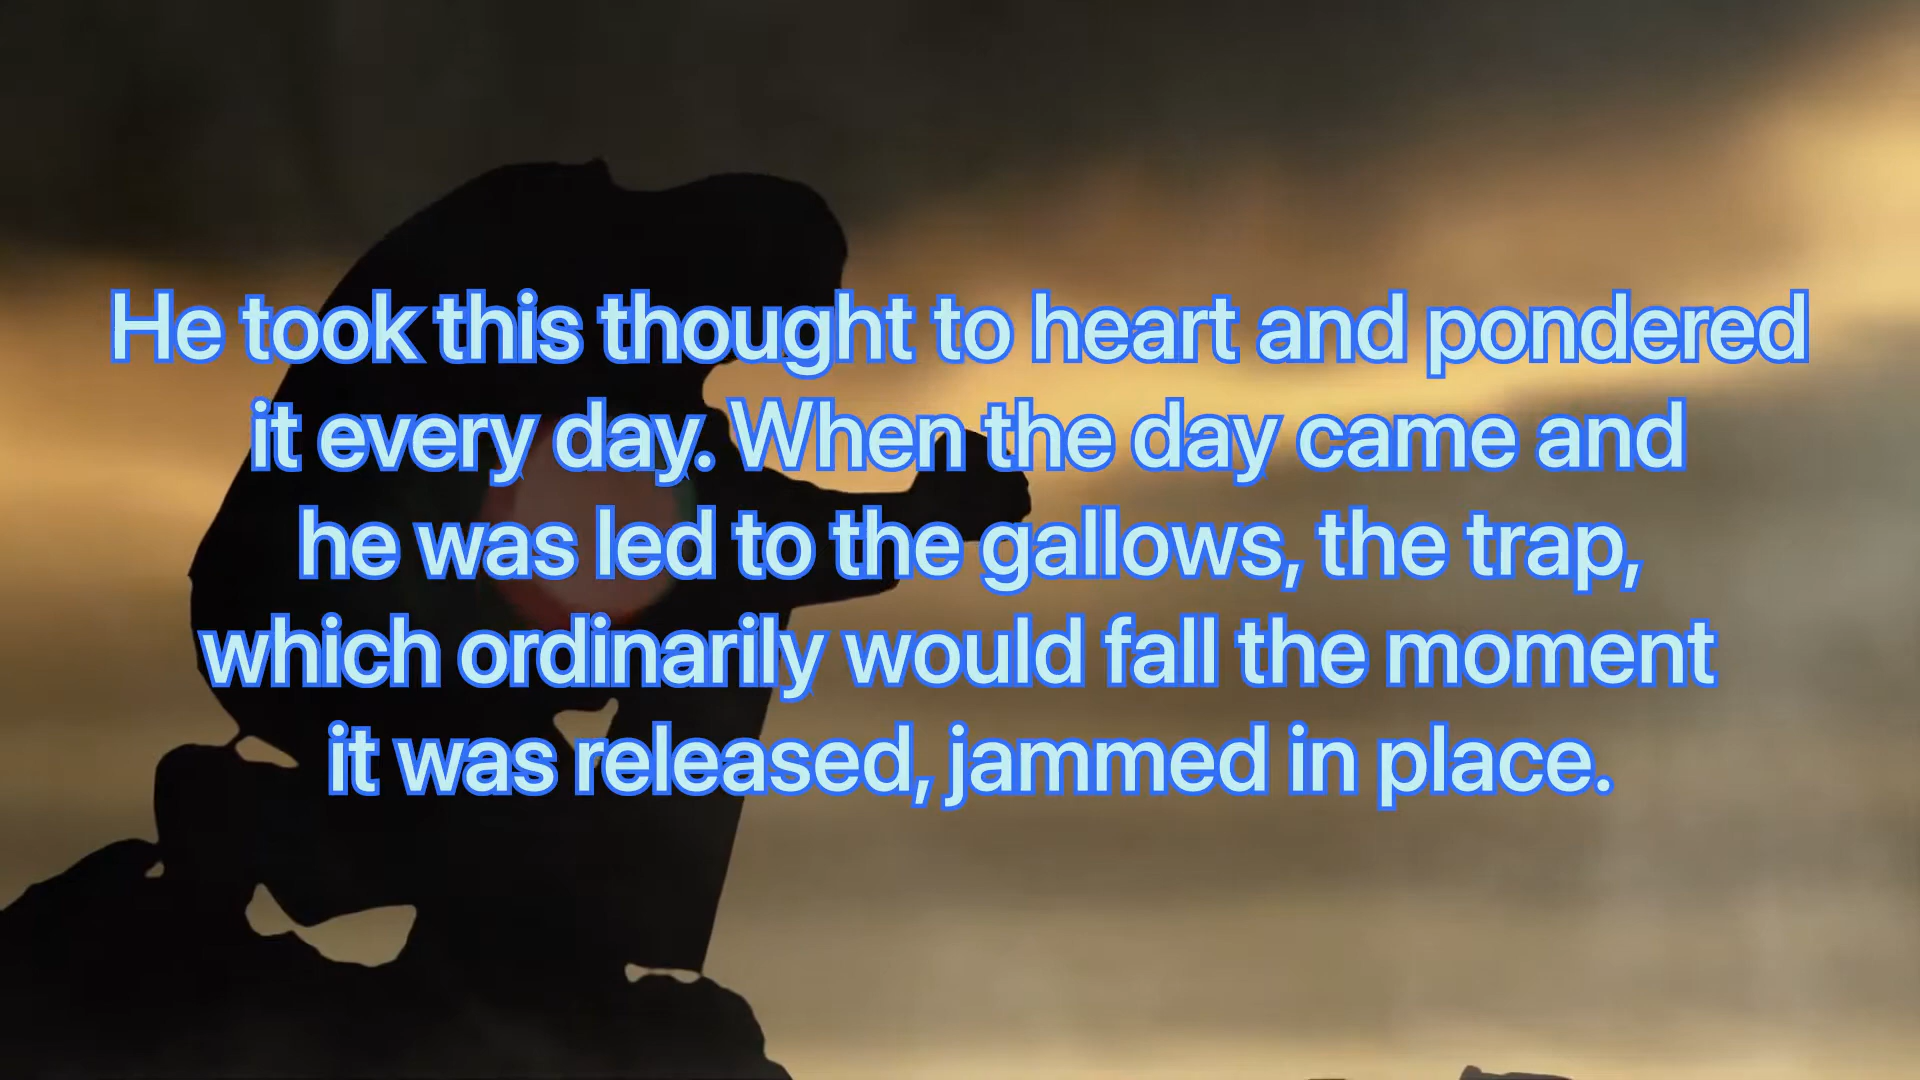 He took this thought to heart and pondered
it every day. When the day came and
he was led to the gallows, the trap,
which ordinarily would fall the moment
it was released, jammed in place.